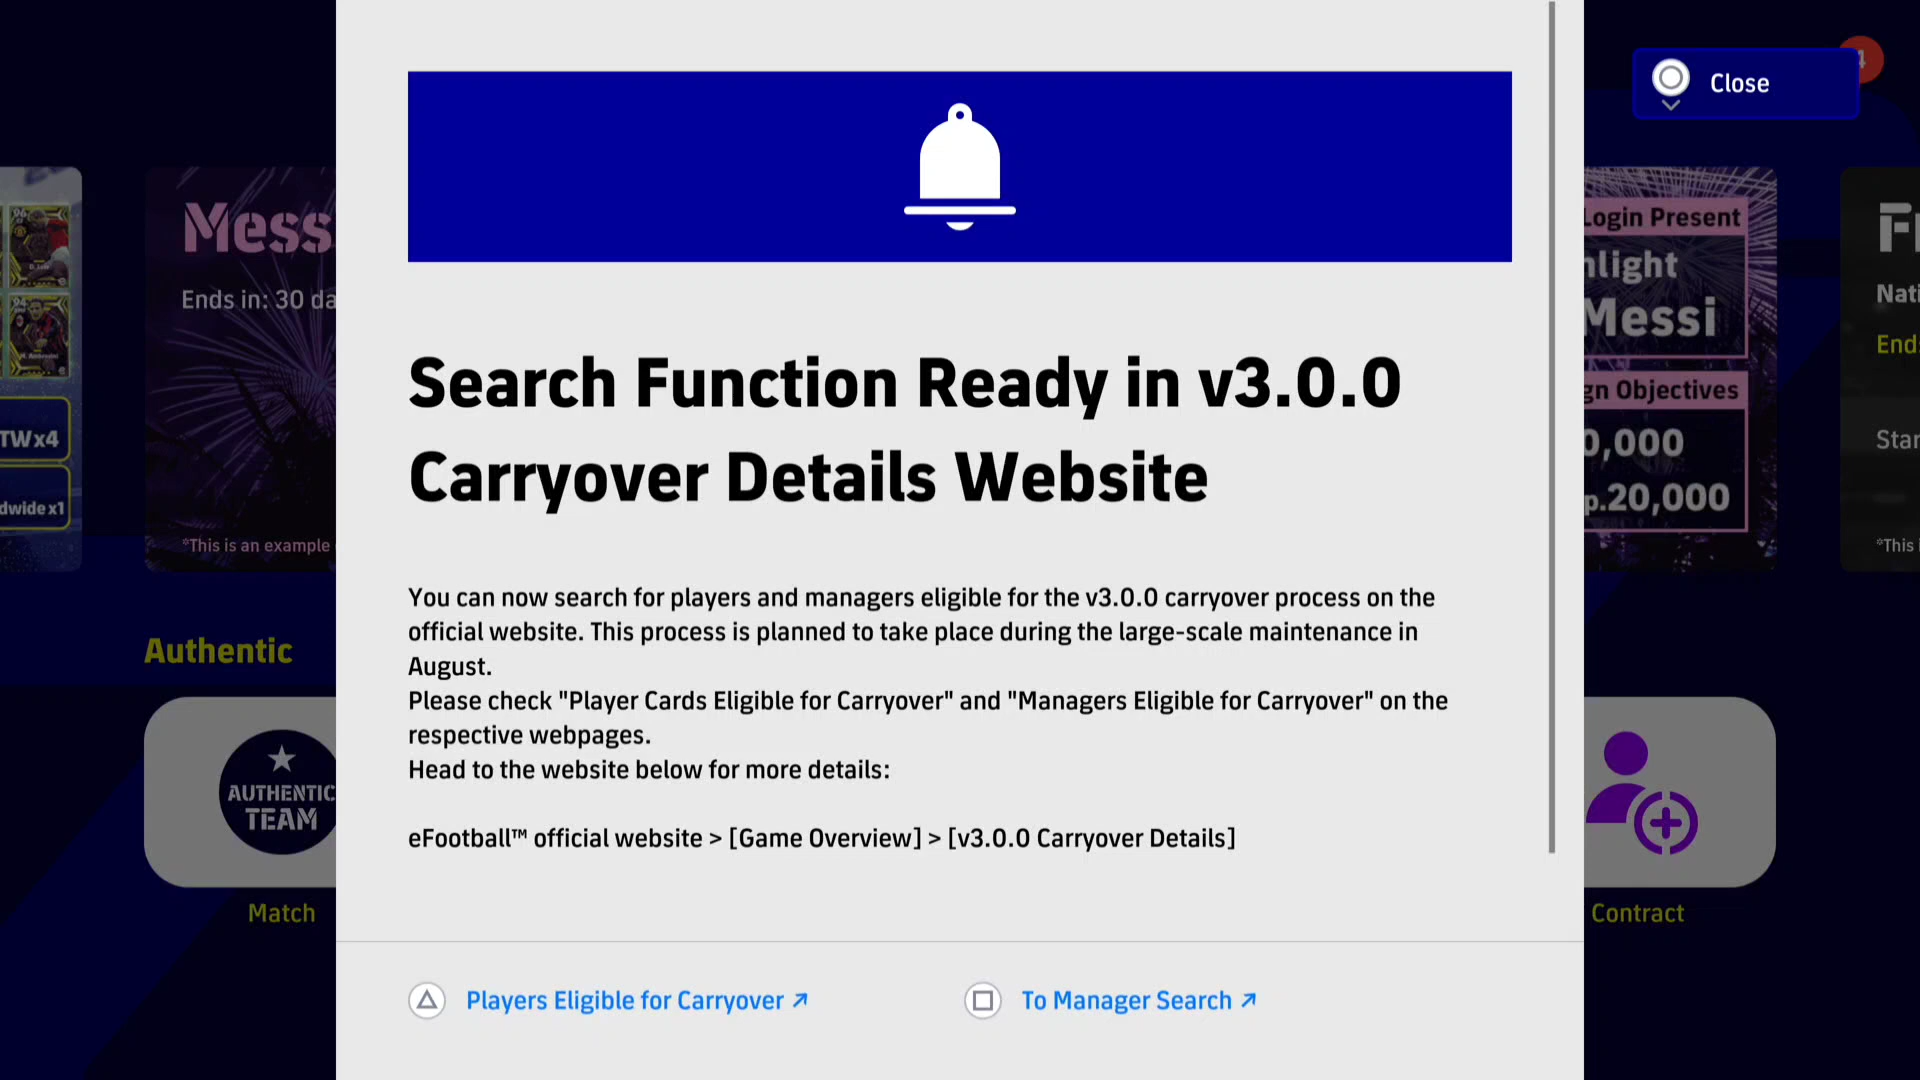 Close
4
Search Function Ready in v3.0.0
Carryover Details Website
You can now search for players and managers eligible for the v3.0.0 carryover process on the
official website. This process is planned to take place during the large-scale maintenance in
August.
Please check "Player Cards Eligible for Carryover" and "Managers Eligible for Carryover" on the
respective webpages.
Head to the website below for more details:
eFootball™ official website > [Game Overview] > [v3.0.0 Carryover Details]
Players Eligible for Carryover
To Manager Search
96
94
TWx4
dwide x1
Mess
Ends in: 30 da
*This is an example
Login Present
nlight
Messi
gn Objectives
0,000
p.20,000
Nati
End
Star
*This
Authentic
AUTHENTIC
TEAM
Match
Contract